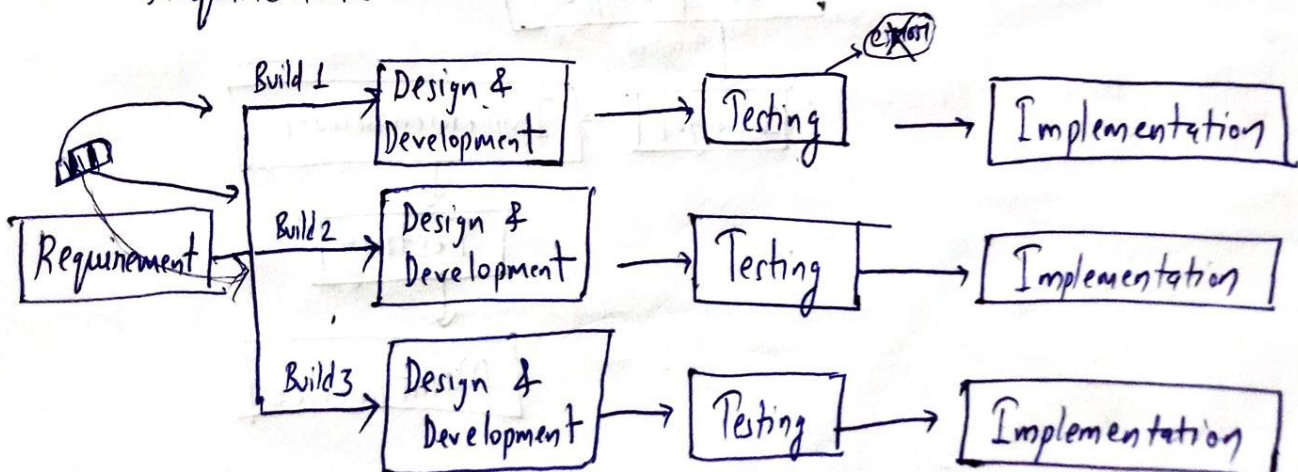 Build 1
Design &
Development
Testing
Implementation
Requirement
Build 2
Design &
Development
Testing
Implementation
Build 3
Design &
Development
Testing
Implementation